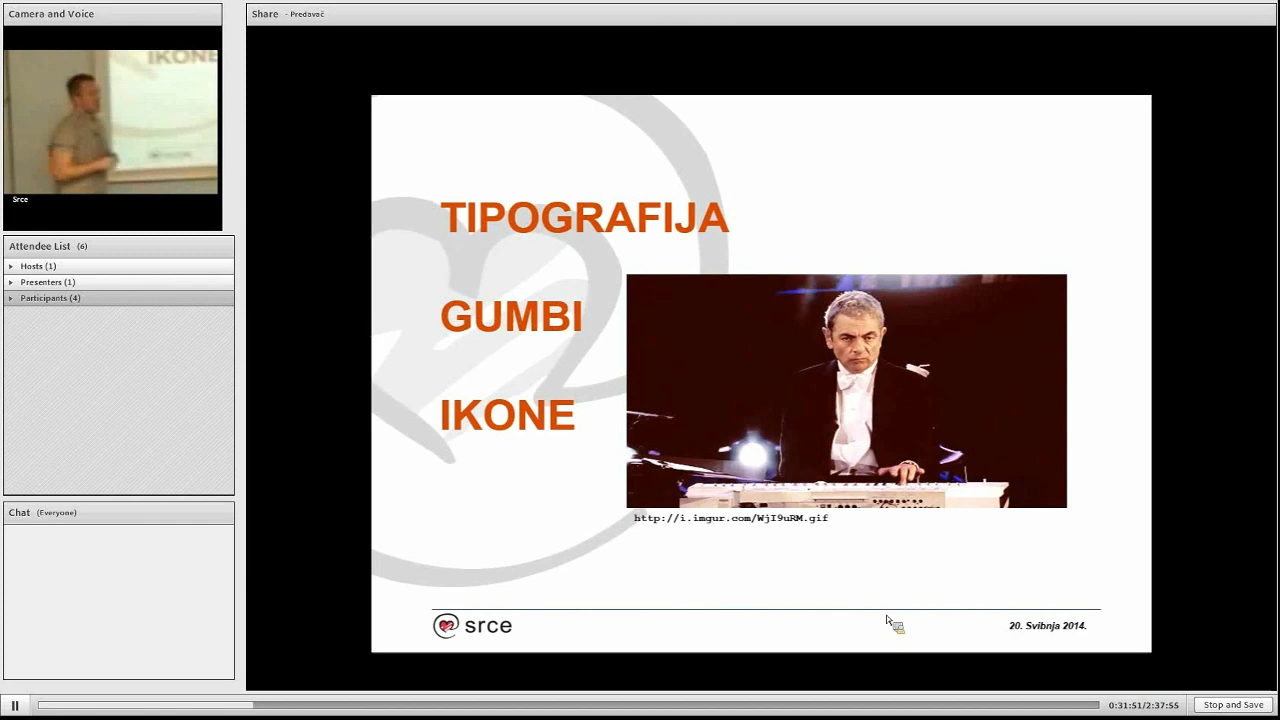 Camera and Voice
Share - Predavač
IKONE
Srce
Attendee List (6)
Hosts (1)
Presenters (1)
Participants (4)
Chat (Everyone)
TIPOGRAFIJA
GUMBI
IKONE
http://i.imgur.com/WjI9uRM.gif
srce
20. Svibnja 2014.
0:31:51/2:37:55
Stop and Save